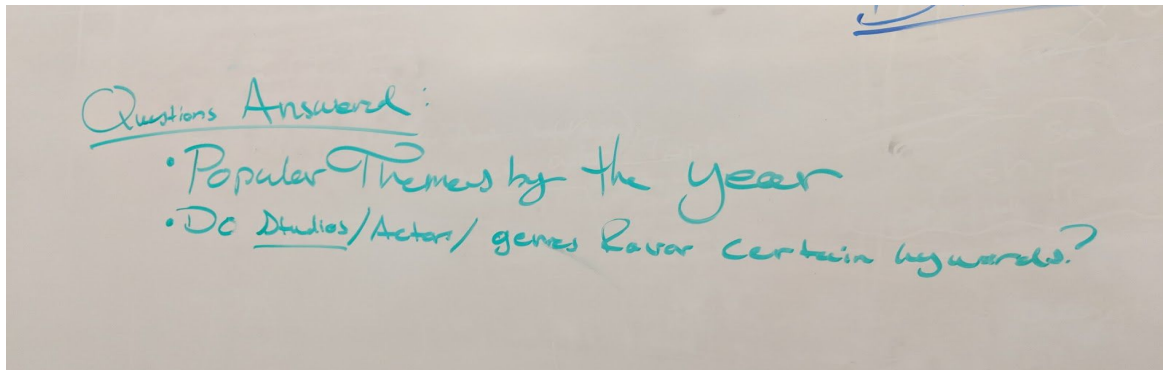 Questions Answered:
• Popular Themes by the year
• Do Studios/Actors/genres favor certain keywords?